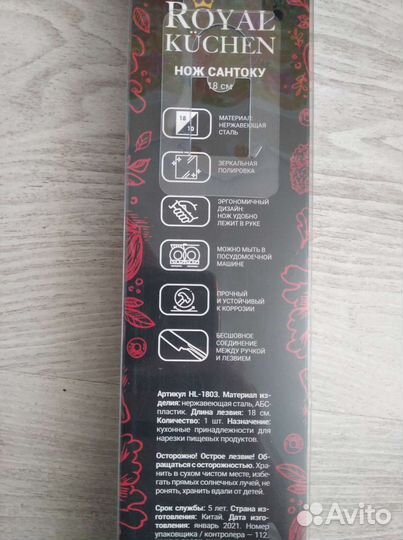 ROYAL
KÜCHEN
НОЖ САНТОКУ
18 см
18
10
МАТЕРИАЛ:
НЕРЖАВЕЮЩАЯ
СТАЛЬ
ЗЕРКАЛЬНАЯ
ПОЛИРОВКА
ЭРГОНОМИЧНЫЙ
ДИЗАЙН:
НОЖ УДОБНО
ЛЕЖИТ В РУКЕ
МОЖНО МЫТЬ В
ПОСУДОМОЕЧНОЙ
МАШИНЕ
ПРОЧНЫЙ
И УСТОЙЧИВЫЙ
К КОРРОЗИИ
БЕСШОВНОЕ
СОЕДИНЕНИЕ
МЕЖДУ РУЧКОЙ
И ЛЕЗВИЕМ
Артикул HL-1803. Материал из-
делия: нержавеющая сталь, АБС-
пластик. Длина лезвия: 18 см.
Количество: 1 шт. Назначение:
кухонные принадлежности для
нарезки пищевых продуктов.
Осторожно! Острое лезвие! Об-
ращаться с осторожностью. Хра-
нить в сухом чистом месте, избе-
гать прямых солнечных лучей, не
ронять, хранить вдали от детей.
Срок службы: 5 лет. Страна из-
готовления: Китай. Дата изго-
товления: январь 2021. Номер
упаковщика / контролера — 112.
Avito